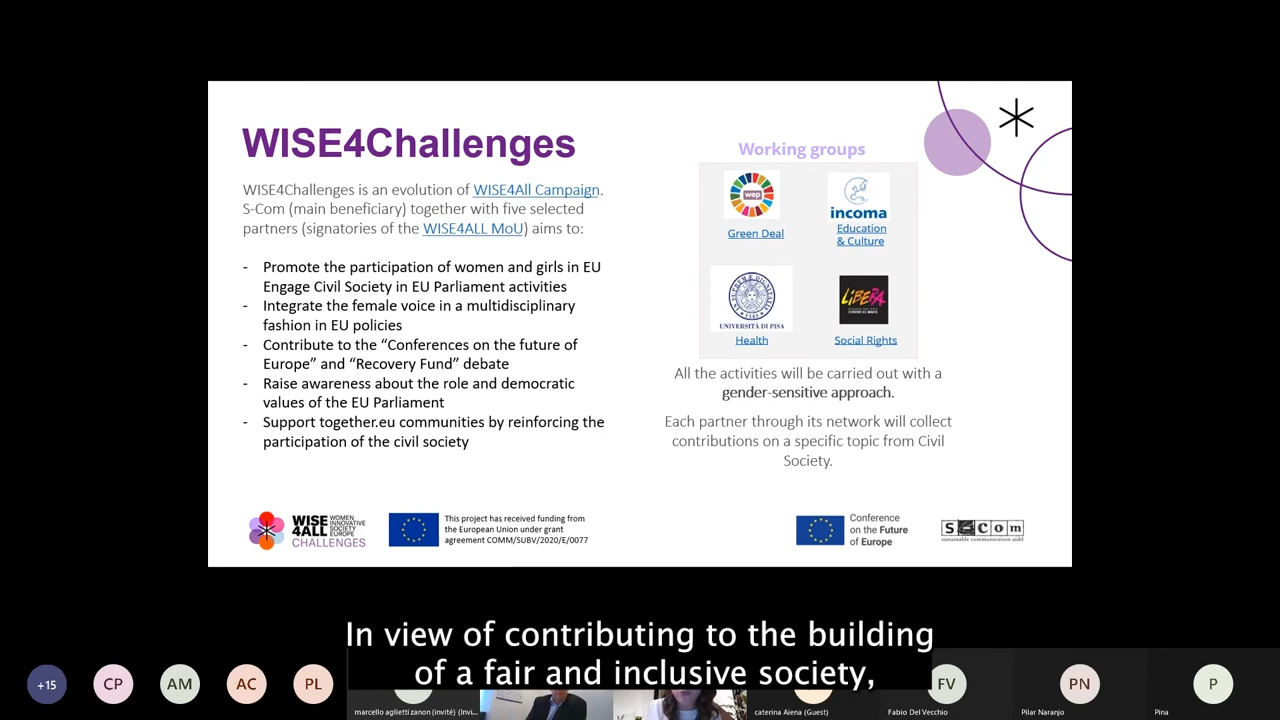 WISE4Challenges
WISE4Challenges is an evolution of WISE4All Campaign.
S-Com (main beneficiary) together with five selected
partners (signatories of the WISE4ALL MoU) aims to:
- Promote the participation of women and girls in EU
Engage Civil Society in EU Parliament activities
- Integrate the female voice in a multidisciplinary
fashion in EU policies
- Contribute to the “Conferences on the future of
Europe” and “Recovery Fund” debate
- Raise awareness about the role and democratic
values of the EU Parliament
- Support together.eu communities by reinforcing the
participation of the civil society
Working groups
wep
Green Deal
incoma
Education
& Culture
UNIVERSITÀ DI PISA
Health
LIBERA
Social Rights
All the activities will be carried out with a
gender-sensitive approach.
Each partner through its network will collect
contributions on a specific topic from Civil
Society.
WISE
4ALL
WOMEN
INNOVATIVE
SOCIETY
EUROPE
CHALLENGES
This project has received funding from
the European Union under grant
agreement COMM/SUBV/2020/E/0077
Conference
on the Future
of Europe
S-Com
sustainable communication aisbl
In view of contributing to the building
of a fair and inclusive society,
+15
CP
AM
AC
PL
FV
PN
P
marcello aglietti zanon (invité) (Invi...
caterina Aiena (Guest)
Fabio Del Vecchio
Pilar Naranjo
Pina